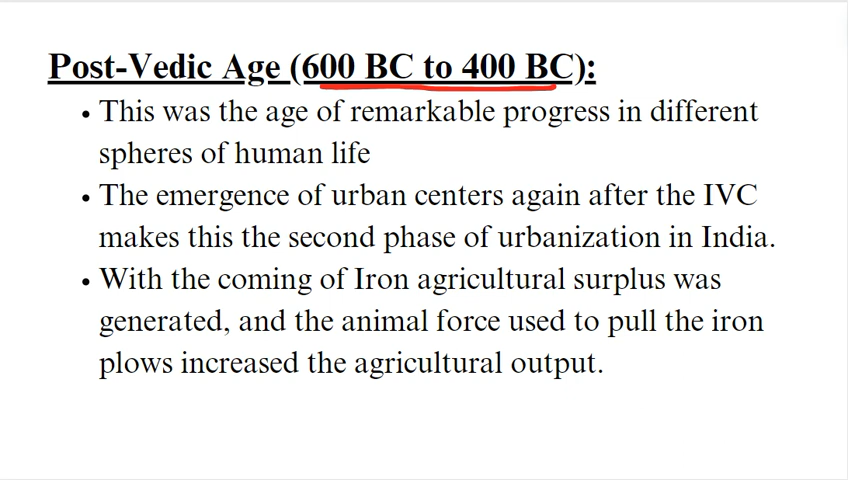 Post-Vedic Age (600 BC to 400 BC):
• This was the age of remarkable progress in different
spheres of human life
• The emergence of urban centers again after the IVC
makes this the second phase of urbanization in India.
• With the coming of Iron agricultural surplus was
generated, and the animal force used to pull the iron
plows increased the agricultural output.